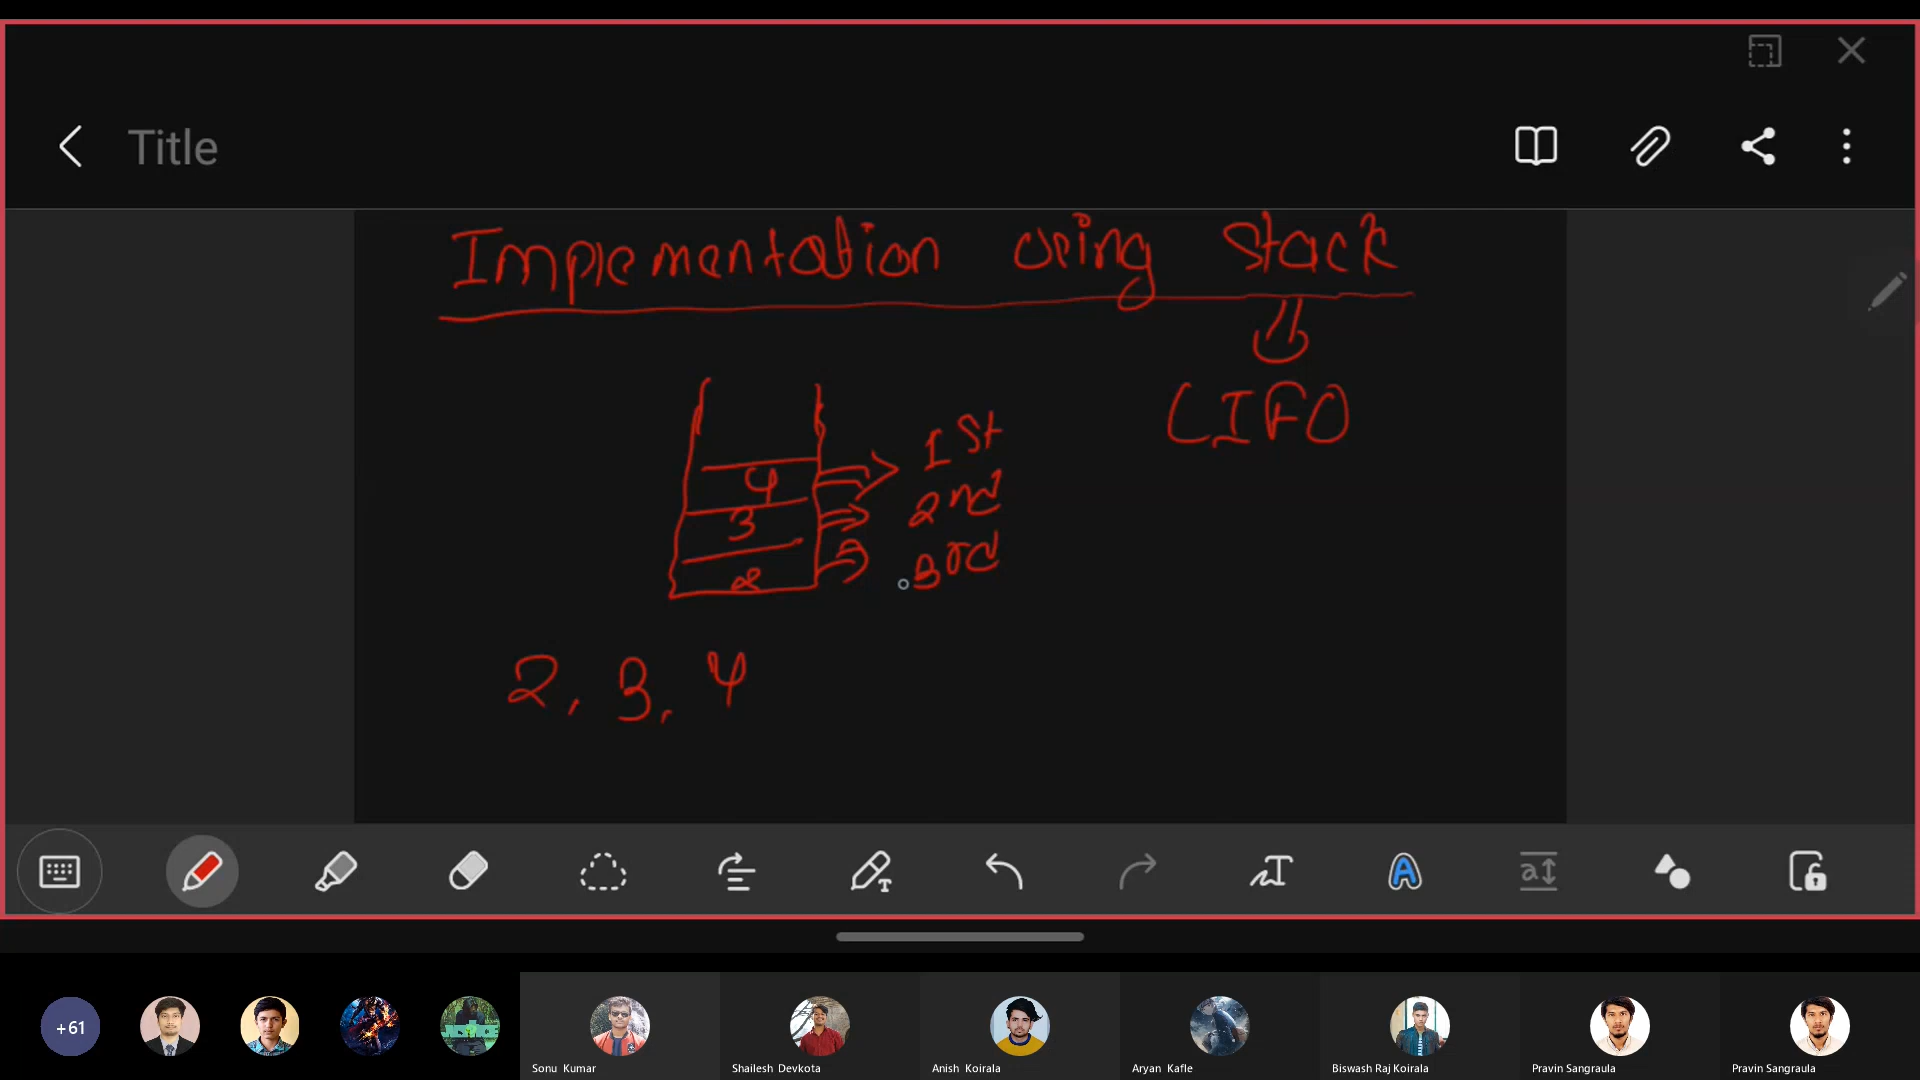 Title
Implementation using Stack
LIFO
4 1st
3 2nd
2 3rd
2, 3, 4
+61
JUSTICE
Sonu Kumar
Shailesh Devkota
Anish Koirala
Aryan Kafle
Biswash Raj Koirala
Pravin Sangraula
Pravin Sangraula